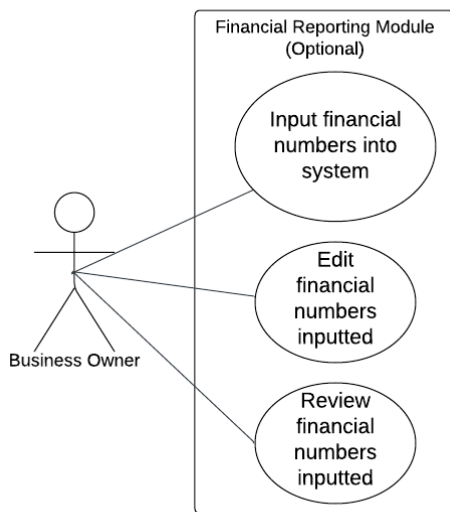 Financial Reporting Module
(Optional)
Input financial
numbers into
system
Edit
financial
numbers
inputted
Business Owner
Review
financial
numbers
inputted